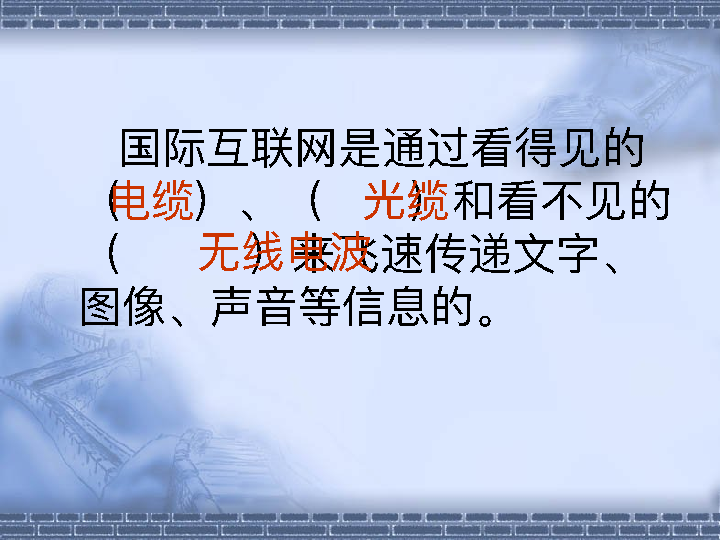 国际互联网是通过看得见的
（电缆）、（光缆）和看不见的
（无线电波）来飞速传递文字、
图像、声音等信息的。